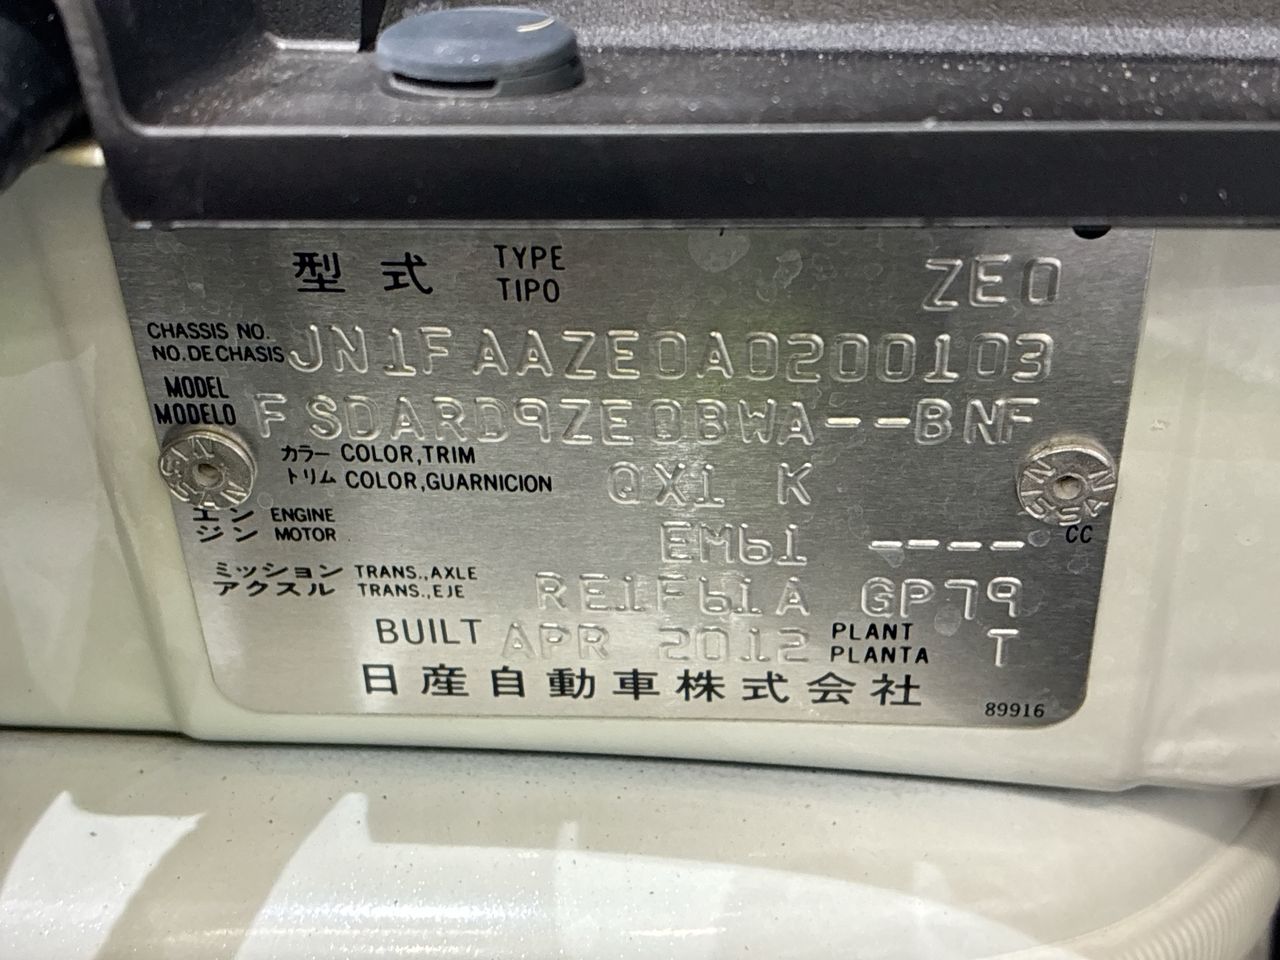 型式 TYPE ZE0
TIPO
CHASSIS NO. JN1FAAZE0A0200103
NO.DE CHASIS
MODEL FSDARD9ZE0BWA--BNF
MODELO
カラー COLOR,TRIM QX1 K
トリム COLOR,GUARNICION
エン ENGINE EM61 ---- CC
ジン MOTOR
ミッション TRANS.,AXLE RE1F61A GP79
アクスル TRANS.,EJE
BUILT APR 2012 PLANT T
PLANTA
日産自動車株式会社
89916